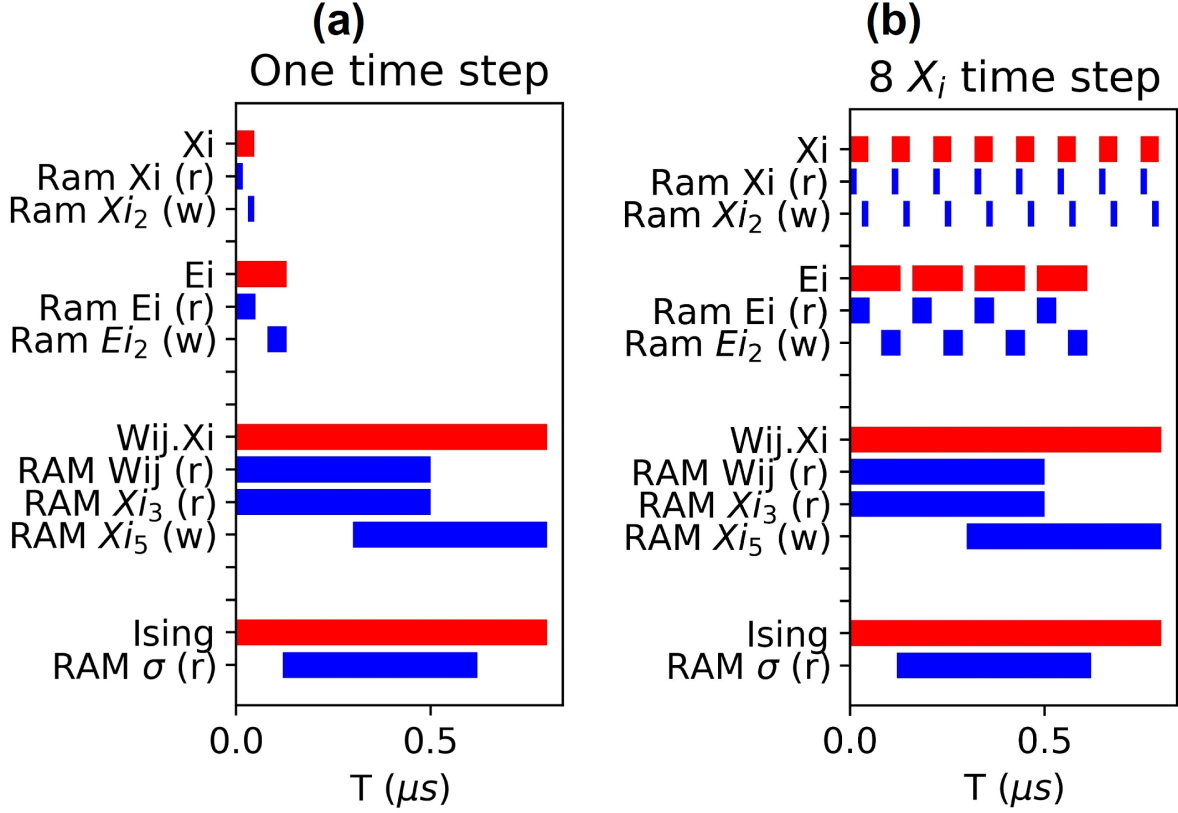 (a)
One time step
Xi
Ram Xi (r)
Ram Xi₂ (w)
Ei
Ram Ei (r)
Ram Ei₂ (w)
Wij.Xi
RAM Wij (r)
RAM Xi₃ (r)
RAM Xi₅ (w)
Ising
RAM σ (r)
0.0 0.5
T (μs)
(b)
8 Xᵢ time step
Xi
Ram Xi (r)
Ram Xi₂ (w)
Ei
Ram Ei (r)
Ram Ei₂ (w)
Wij.Xi
RAM Wij (r)
RAM Xi₃ (r)
RAM Xi₅ (w)
Ising
RAM σ (r)
0.0 0.5
T (μs)